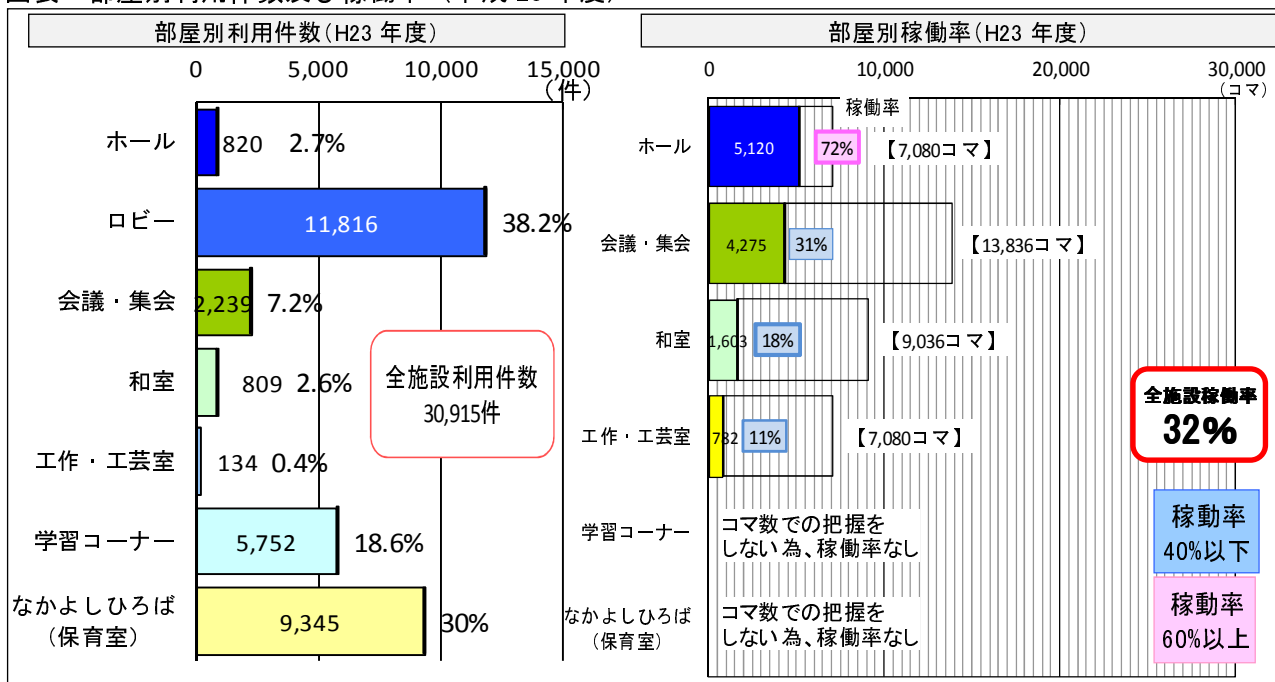 部屋別利用件数(H23 年度)
0 5,000 10,000 15,000
(件)
ホール 820 2.7%
ロビー 11,816 38.2%
会議・集会 2,239 7.2%
和室 809 2.6%
工作・工芸室 134 0.4%
学習コーナー 5,752 18.6%
なかよしひろば
(保育室)
9,345 30%
全施設利用件数
30,915件
部屋別稼働率(H23 年度)
0 10,000 20,000 30,000
(コマ)
稼働率
ホール 5,120 72% 【7,080コマ】
会議・集会 4,275 31% 【13,836コマ】
和室 1,603 18% 【9,036コマ】
工作・工芸室 782 11% 【7,080コマ】
学習コーナー
コマ数での把握を
しない為、稼働率なし
なかよしひろば
(保育室)
コマ数での把握を
しない為、稼働率なし
全施設稼働率
32%
稼働率
40%以下
稼働率
60%以上